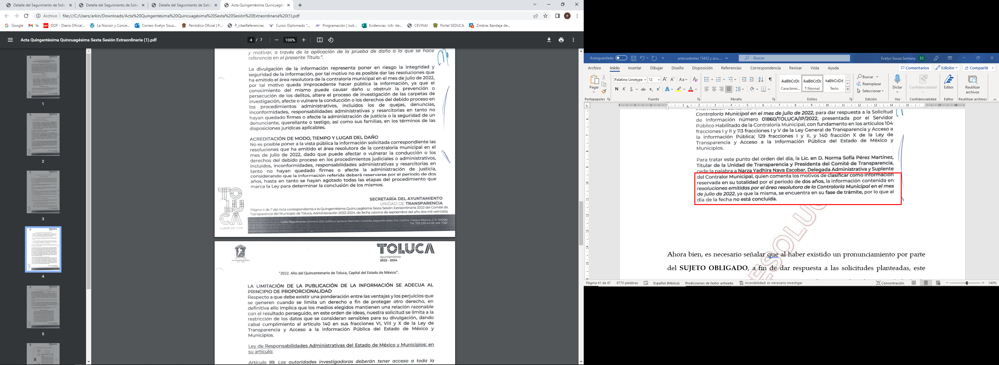 Detalle del Seguimiento de Solic
Detalle del Seguimiento de Solic
Detalle del Seguimiento de Solic
Acta Quingentésima Quincuagés
Archivo
file:///C:/Users/arkin/Downloads/Acta%20Quingentésima%20Quincuagésima%20Sexta%20Sesión%20Extraordinaria%20(1).pdf
e
Google
fa
DOF - Diario Oficial...
La Nocion y Conce...
Correo: Evelyn Souz...
Periódico Oficial | P...
P_citasReferencias
Curso: Diplomado "...
Programación | Just...
Evidencias -UA- de...
CEVINAI
Portal SEDUCA
Zimbra: Bandeja de...
Acta Quingentésima Quincuagésima Sexta Sesión Extraordinaria (1).pdf
4 / 7
100%
1
2
3
4
5
y motivar, a través de la aplicación de la prueba de daño a la que se hace
referencia en el presente Título.".
La divulgación de la información representa poner en riesgo la integridad y
seguridad de la información, por tal motivo no es posible dar las resoluciones que
ha emitido el área resolutora de la contraloría municipal en el mes de julio de 2022,
por tal motivo queda improcedente hacer pública la información, ya que el
conocimiento del mismo puede causar daño u obstruir la prevención o
persecución de los delitos, altere el proceso de investigación de las carpetas de
investigación, afecte o vulnere la conducción o los derechos del debido proceso en
los procedimientos administrativos, incluidos los de quejas, denuncias,
inconformidades, responsabilidades administrativas y resarcitorias en tanto no
hayan quedado firmes o afecte la administración de justicia o la seguridad de un
denunciante, querellante o testigo, así como sus familias, en los términos de las
disposiciones jurídicas aplicables.
ACREDITACIÓN DE MODO, TIEMPO Y LUGAR DEL DAÑO
No es posible poner a la vista pública la información solicitada correspondiente las
resoluciones que ha emitido el área resolutora de la contraloría municipal en el
mes de julio de 2022, dado que puede afectar o vulnerar la conducción o los
derechos del debido proceso en los procedimientos judiciales o administrativos,
incluidos, inconformidades, responsabilidades administrativas y resarcitorias en
tanto no hayan quedado firmes o afecte la administración de justicia,
considerando que la información referida deberá reservarse por el período de dos
años, hasta en tanto se hayan agotado todas las etapas del procedimiento que
marca la Ley para determinar la conclusión de los mismos.
TOLUCA
LLENA DE VIDA
SECRETARÍA DEL AYUNTAMIENTO
UNIDAD DE TRANSPARENCIA
Página 4 de 7 del Acta correspondiente a la Quingentésima Quincuagésima Sexta Sesión Extraordinaria 2022 del Comité de
Transparencia del Municipio de Toluca, Administración 2022-2024, de fecha catorce de septiembre del año dos mil veintidós.
Calle Nigromante número 202, Edificio Ignacio Ramírez Calzada, segundo piso, Col. Centro, Toluca México. C.P. 50000
Tel: 722.226.44.90, ext. 7321
TOLUCA
Ayuntamiento
2022 - 2024
"2022. Año del Quincentenario de Toluca, Capital del Estado de México".
LA LIMITACIÓN DE LA PUBLICACIÓN DE LA INFORMACIÓN SE ADECUA AL
PRINCIPIO DE PROPORCIONALIDAD
Respecto a que debe existir una ponderación entre las ventajas y los perjuicios que
se generen cuando se limita un derecho a fin de proteger otro derecho, en
definitiva ello implica que los medios elegidos mantienen una relación razonable
con el resultado perseguido, en este orden de ideas, nuestra solicitud se limita a la
restricción de los datos que se consideran sensibles para su divulgación, dando
cabal cumplimiento al artículo 140 en sus fracciones VI, VIII y X de la Ley de
Transparencia y Acceso a la Información Pública del Estado de México y
Municipios.
Ley de Responsabilidades Administrativas del Estado de México y Municipios: en
su artículo:
Artículo 99. Las autoridades investigadoras deberán tener acceso a toda la
Autoguardado
antecedentes 15432 y acu....
Buscar
Evelyn Souza Santana
ES
Archivo
Inicio
Insertar
Dibujar
Diseño
Disposición
Referencias
Correspondencia
Revisar
Vista
Ayuda
Comentarios
Edición
Compartir
Pegar
Palatino Linotype
12
N K S ab x₂ x²
AaBbCcDc
Caracteres...
AaBbCcDc
¶ Normal
AaBbCcDd
Texto
Buscar
Reemplazar
Seleccionar
Dictar
Confidencialidad
Editor
Reutilizar
archivos
Portapapeles
Fuente
Párrafo
Estilos
Edición
Voz
Confidencialidad
Editor
Reutilizar archivos
Contraloría Municipal en el mes de julio de 2022, para dar respuesta a la Solicitud
de Información número 01860/TOLUCA/IP/2022, presentada por el Servidor
Público Habilitado de la Contraloría Municipal, con fundamento en los artículos 104
fracciones I y II y 113 fracciones I y V de la Ley General de Transparencia y Acceso a
la Información Pública; 129 fracciones I y II, y 140 fracción X de la Ley de
Transparencia y Acceso a la Información Pública del Estado de México y
Municipios.
Para tratar este punto del orden del día, la Lic. en D. Norma Sofía Pérez Martínez,
Titular de la Unidad de Transparencia y Presidenta del Comité de Transparencia,
cede la palabra a Narza Yadhira Nava Escobar, Delegada Administrativa y Suplente
del Contralor Municipal, quien comenta los motivos de clasificar como información
reservada en su totalidad por el periodo de dos años, la información contenida en
resoluciones emitidas por el área resolutora de la Contraloría Municipal en el mes
de julio de 2022, ya que la misma, se encuentra en su fase de trámite, por lo que al
día de la fecha no está concluida.
ESOLUC
Ahora bien, es necesario señalar que al haber existido un pronunciamiento por parte
del SUJETO OBLIGADO, a fin de dar respuesta a las solicitudes planteadas, este
Página 41 de 47
8770 palabras
Español (México)
Predicciones de texto: activado
Accesibilidad: es necesario investigar
Concentración
140%